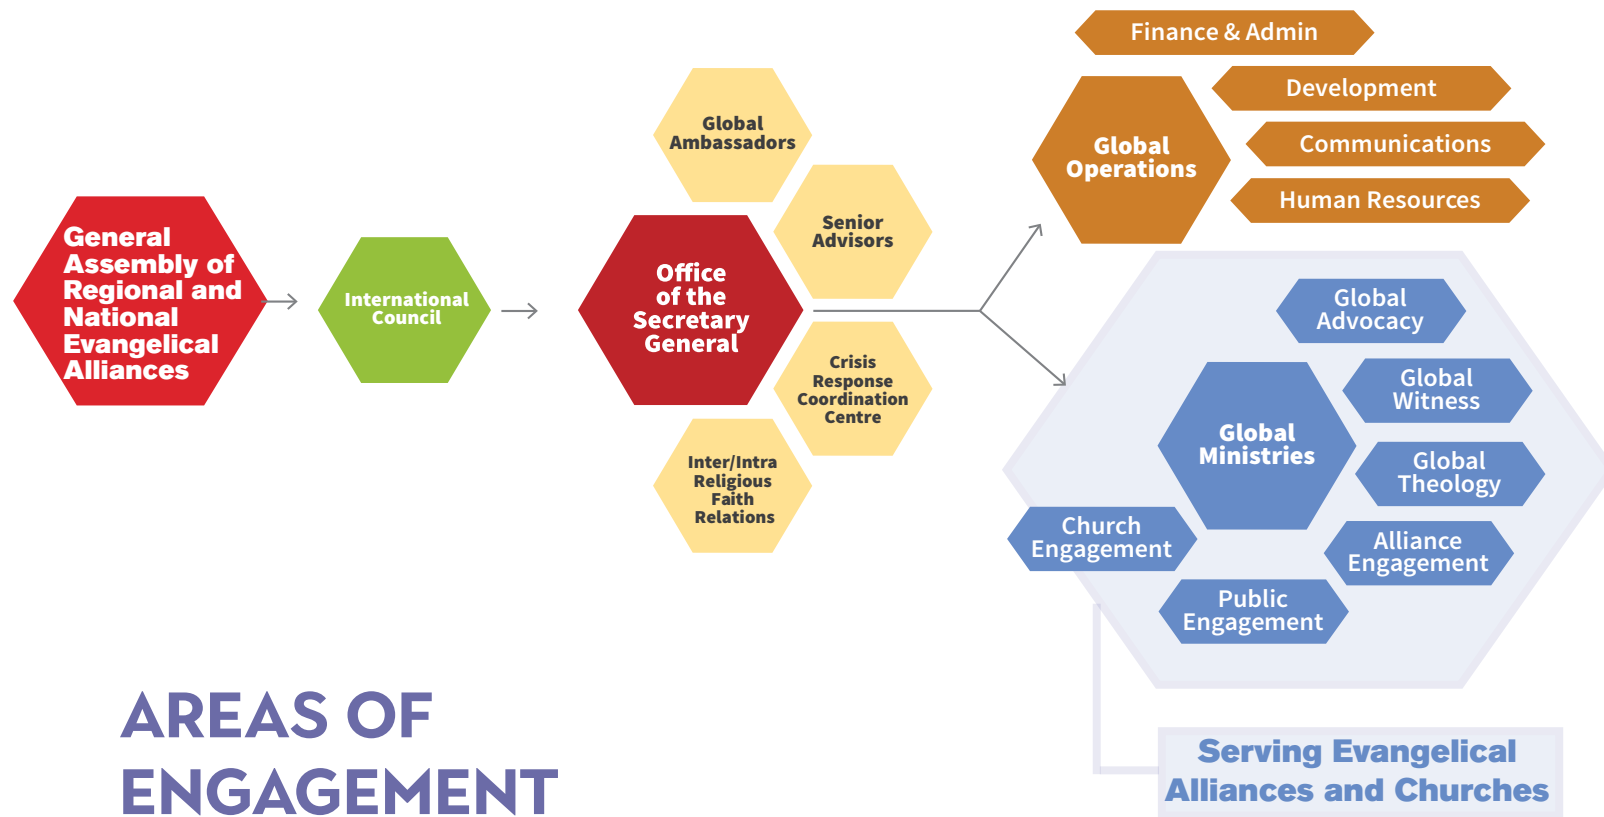 General
Assembly of
Regional and
National
Evangelical
Alliances
International
Council
Office
of the
Secretary
General
Global
Ambassadors
Senior
Advisors
Crisis
Response
Coordination
Centre
Inter/Intra
Religious
Faith
Relations
Global
Operations
Finance & Admin
Development
Communications
Human Resources
Global
Ministries
Global
Advocacy
Global
Witness
Global
Theology
Alliance
Engagement
Public
Engagement
Church
Engagement
Serving Evangelical
Alliances and Churches
AREAS OF
ENGAGEMENT